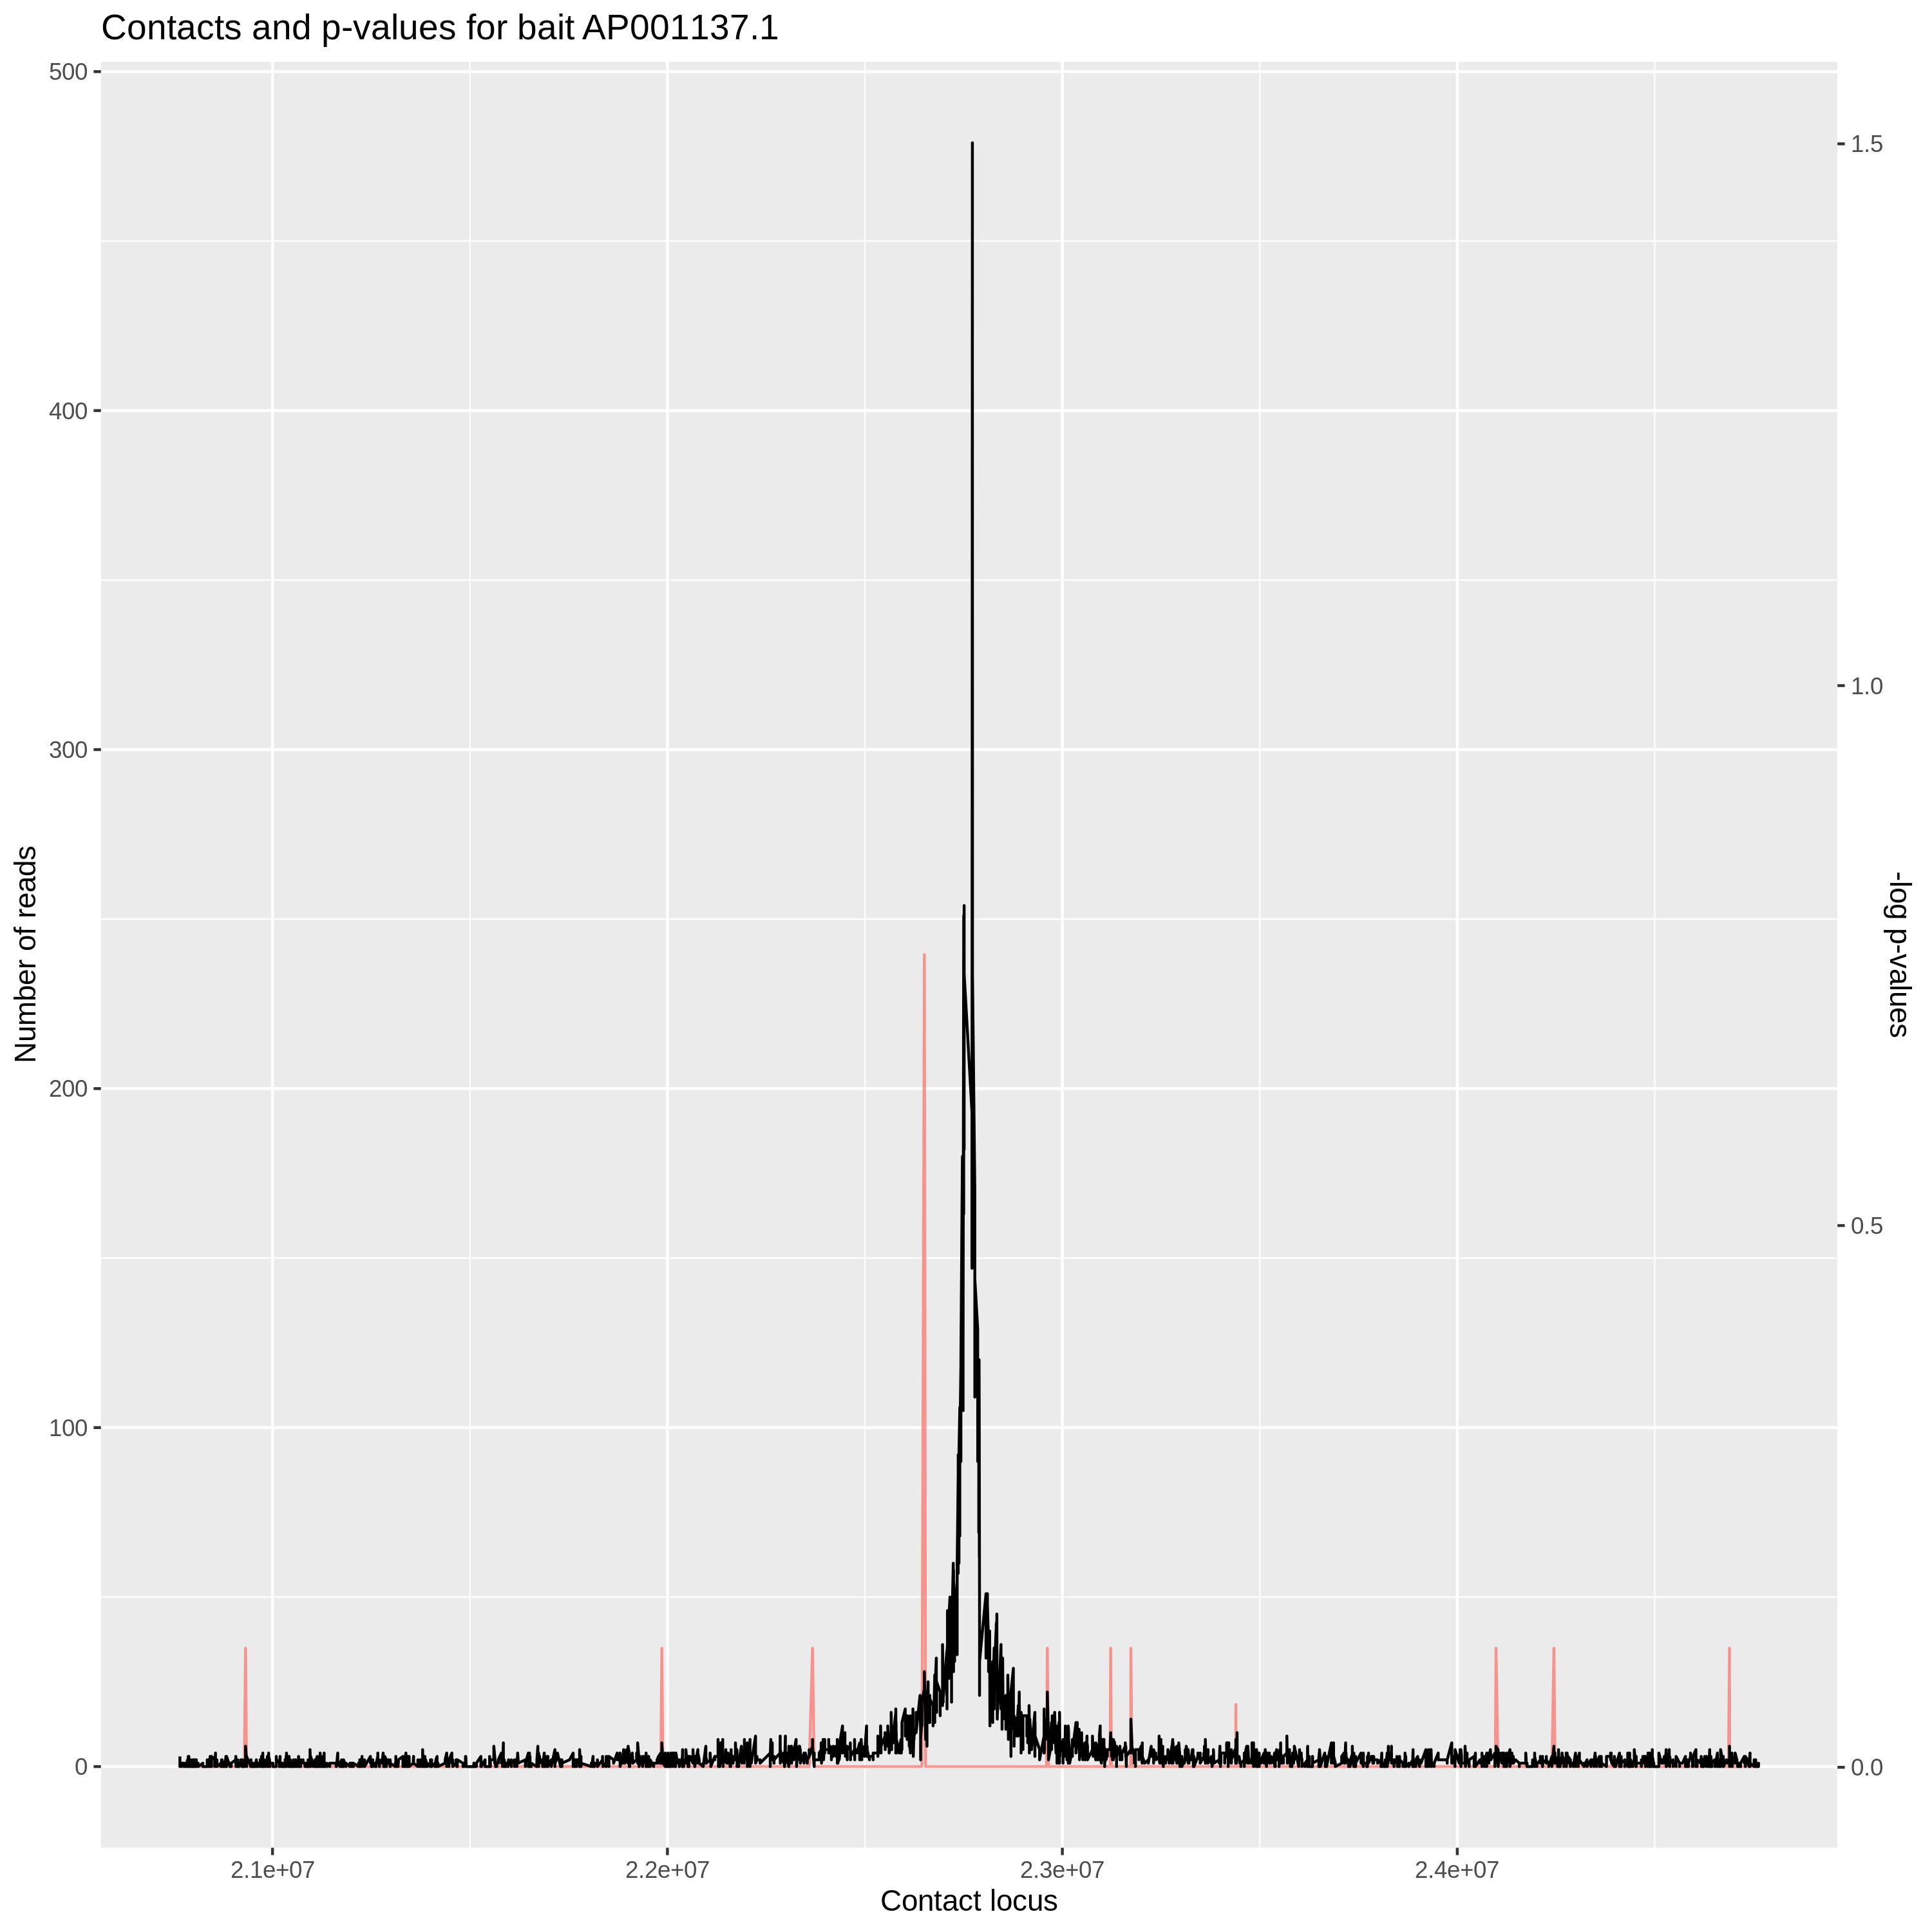 Contacts and p-values for bait AP001137.1
500
400
300
200
100
0
Number of reads
1.5
1.0
0.5
0.0
-log p-values
2.1e+07 2.2e+07 2.3e+07 2.4e+07
Contact locus